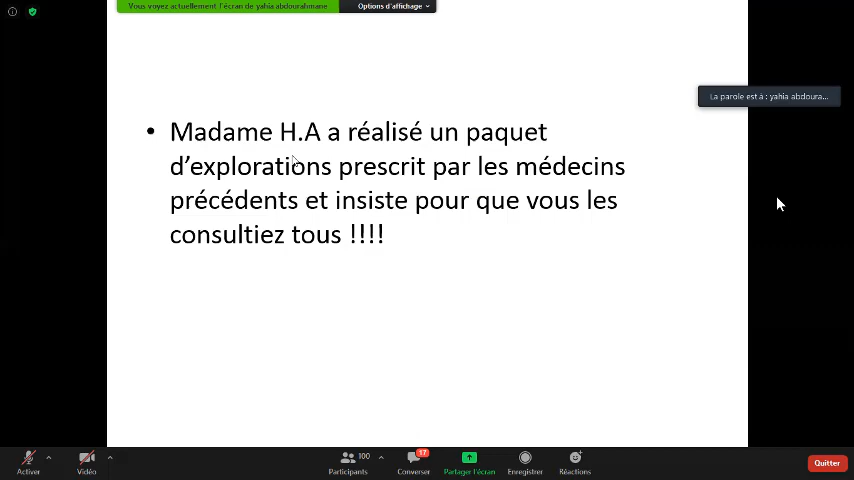 Vous voyez actuellement l'écran de yahia abdourahmane
Options d'affichage
La parole est à : yahia abdoura...
• Madame H.A a réalisé un paquet
d'explorations prescrit par les médecins
précédents et insiste pour que vous les
consultiez tous !!!!
Activer
Vidéo
100
Participants
17
Converser
Partager l'écran
Enregistrer
Réactions
Quitter